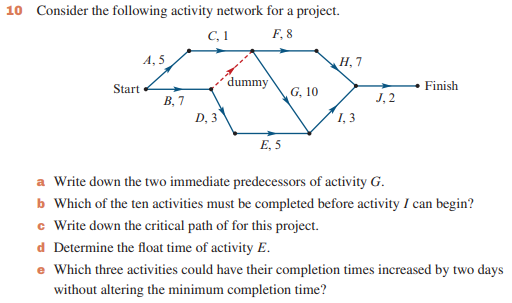 10 Consider the following activity network for a project.
C, 1
F, 8
A, 5
H, 7
dummy
Start
G, 10
Finish
B, 7
J, 2
D, 3
I, 3
E, 5
a Write down the two immediate predecessors of activity G.
b Which of the ten activities must be completed before activity I can begin?
c Write down the critical path of for this project.
d Determine the float time of activity E.
e Which three activities could have their completion times increased by two days
without altering the minimum completion time?